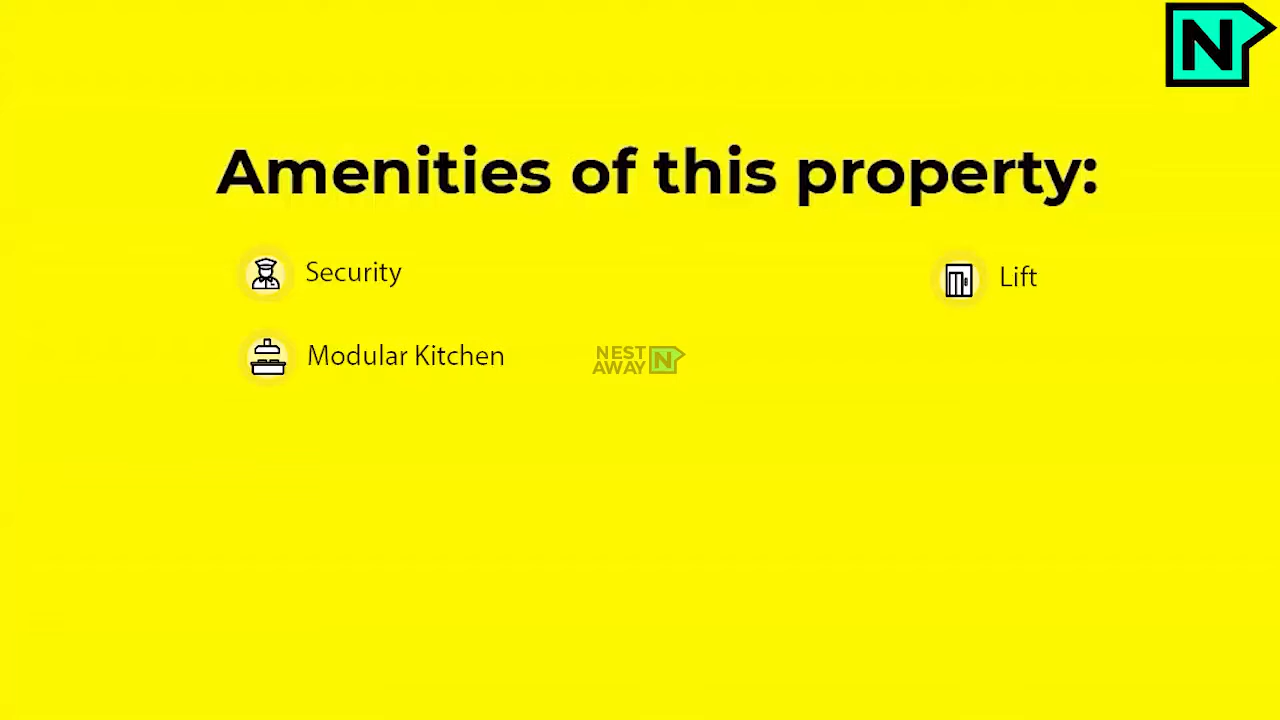 N
Amenities of this property:
Security
Lift
Modular Kitchen
NEST
AWAY N